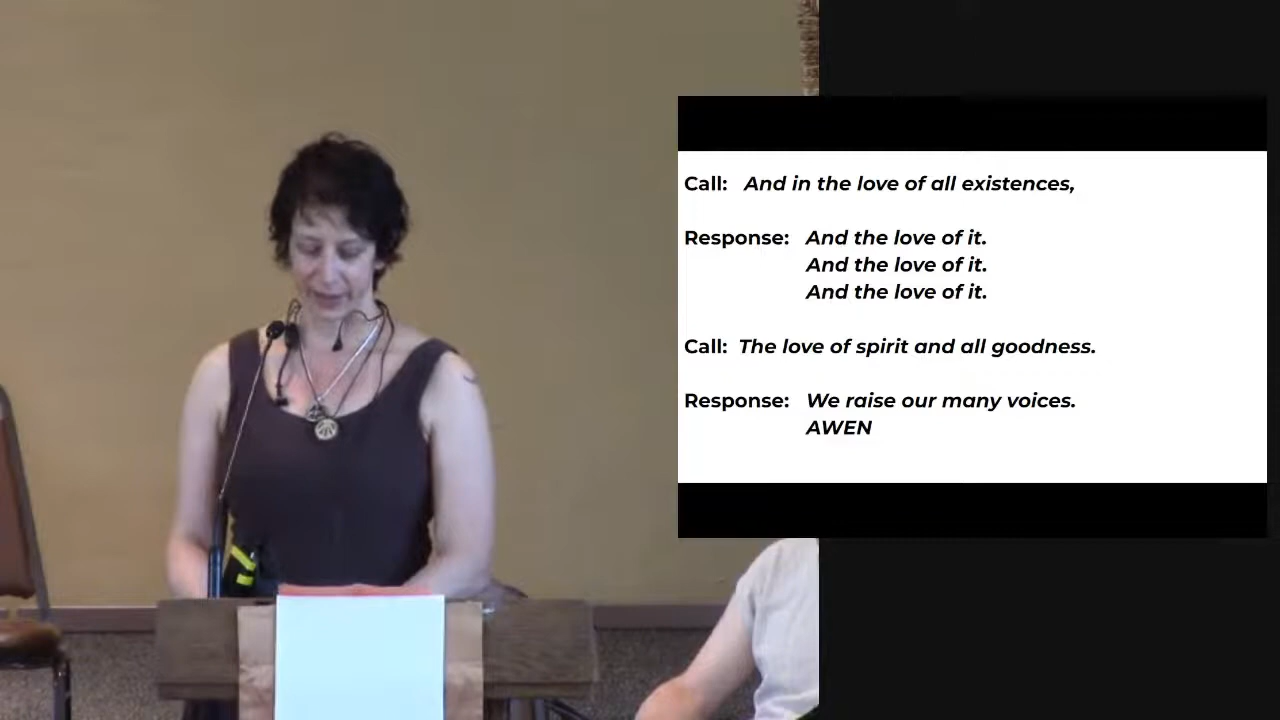 Call: And in the love of all existences,
Response: And the love of it.
And the love of it.
And the love of it.
Call: The love of spirit and all goodness.
Response: We raise our many voices.
AWEN